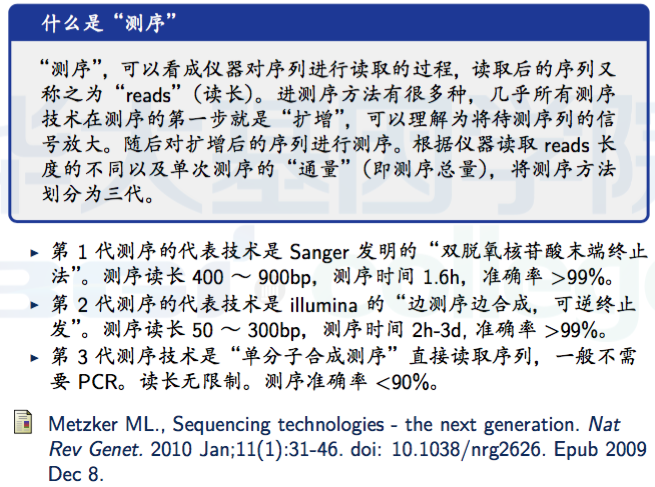 什么是“测序”
“测序”，可以看成仪器对序列进行读取的过程，读取后的序列又
称之为“reads”（读长）。进测序方法有很多种，几乎所有测序
技术在测序的第一步就是“扩增”，可以理解为将待测序列的信
号放大。随后对扩增后的序列进行测序。根据仪器读取 reads 长
度的不同以及单次测序的“通量”（即测序总量），将测序方法
划分为三代。
▸ 第 1 代测序的代表技术是 Sanger 发明的“双脱氧核苷酸末端终止
法”。测序读长 400 ～ 900bp，测序时间 1.6h，准确率 >99%。
▸ 第 2 代测序的代表技术是 illumina 的“边测序边合成，可逆终止
发”。测序读长 50 ～ 300bp，测序时间 2h-3d, 准确率 >99%。
▸ 第 3 代测序技术是“单分子合成测序”直接读取序列，一般不需
要 PCR。读长无限制。测序准确率 <90%。
Metzker ML., Sequencing technologies - the next generation. Nat
Rev Genet. 2010 Jan;11(1):31-46. doi: 10.1038/nrg2626. Epub 2009
Dec 8.